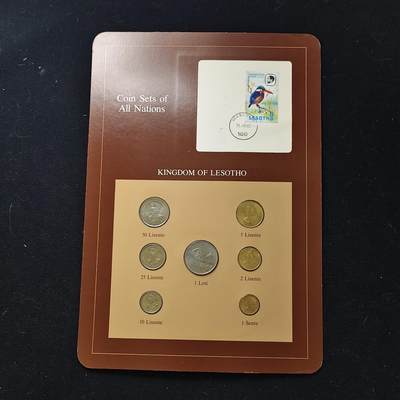 Coin Sets of
All Nations
LESOTHO
KINGDOM OF LESOTHO
50 Lisente
5 Lisente
25 Lisente
1 Loti
2 Lisente
10 Lisente
1 Sente